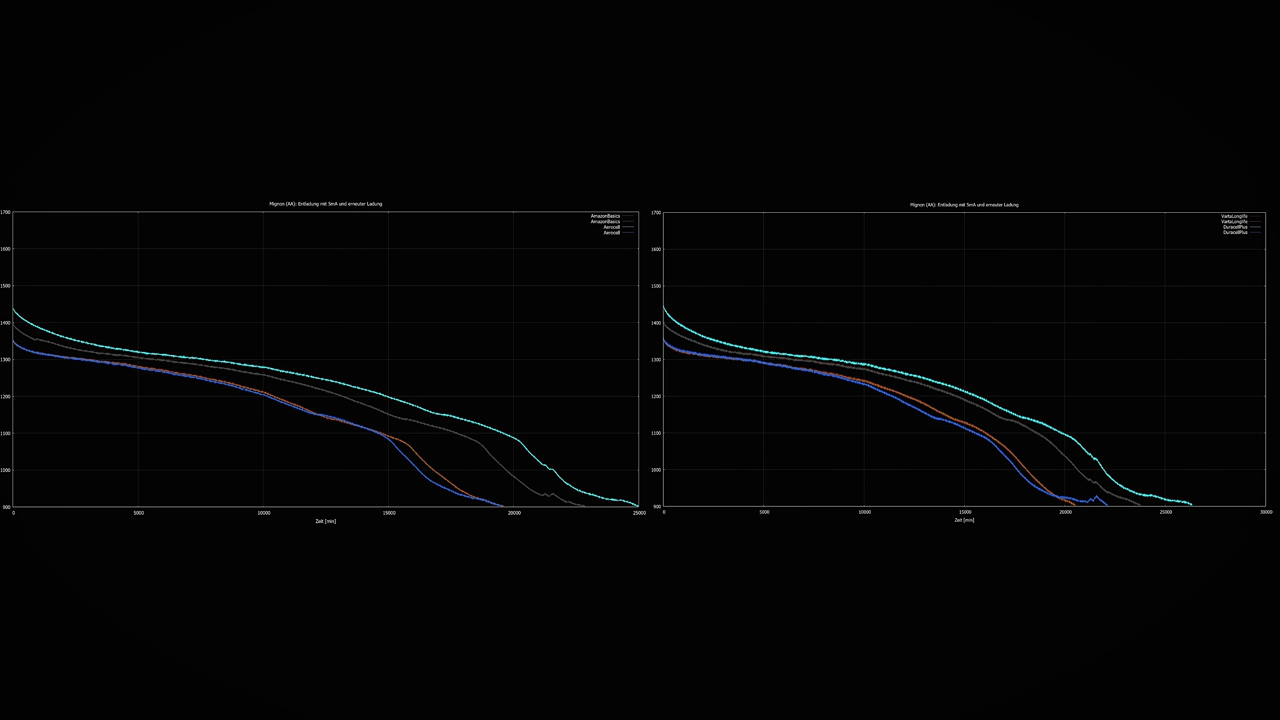 Mignon (AA): Entladung mit 5mA und erneuter Ladung
AmazonBasics
AmazonBasics
Aerocell
Aerocell
1700
1600
1500
1400
1300
1200
1100
1000
900
0
5000
10000
15000
20000
25000
Zeit [min]
Mignon (AA): Entladung mit 5mA und erneuter Ladung
VartaLonglife
VartaLonglife
DuracellPlus
DuracellPlus
1700
1600
1500
1400
1300
1200
1100
1000
900
0
5000
10000
15000
20000
25000
30000
Zeit [min]